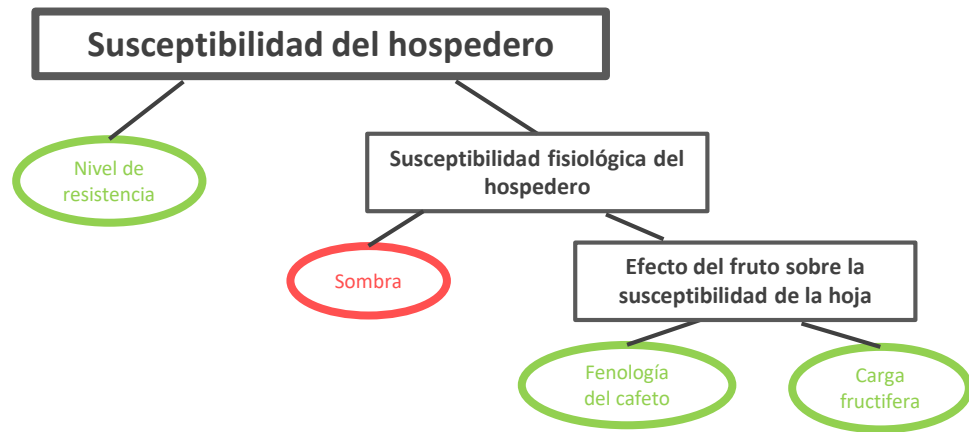 Susceptibilidad del hospedero
Nivel de
resistencia
Susceptibilidad fisiológica del
hospedero
Sombra
Efecto del fruto sobre la
susceptibilidad de la hoja
Fenología
del cafeto
Carga
fructifera